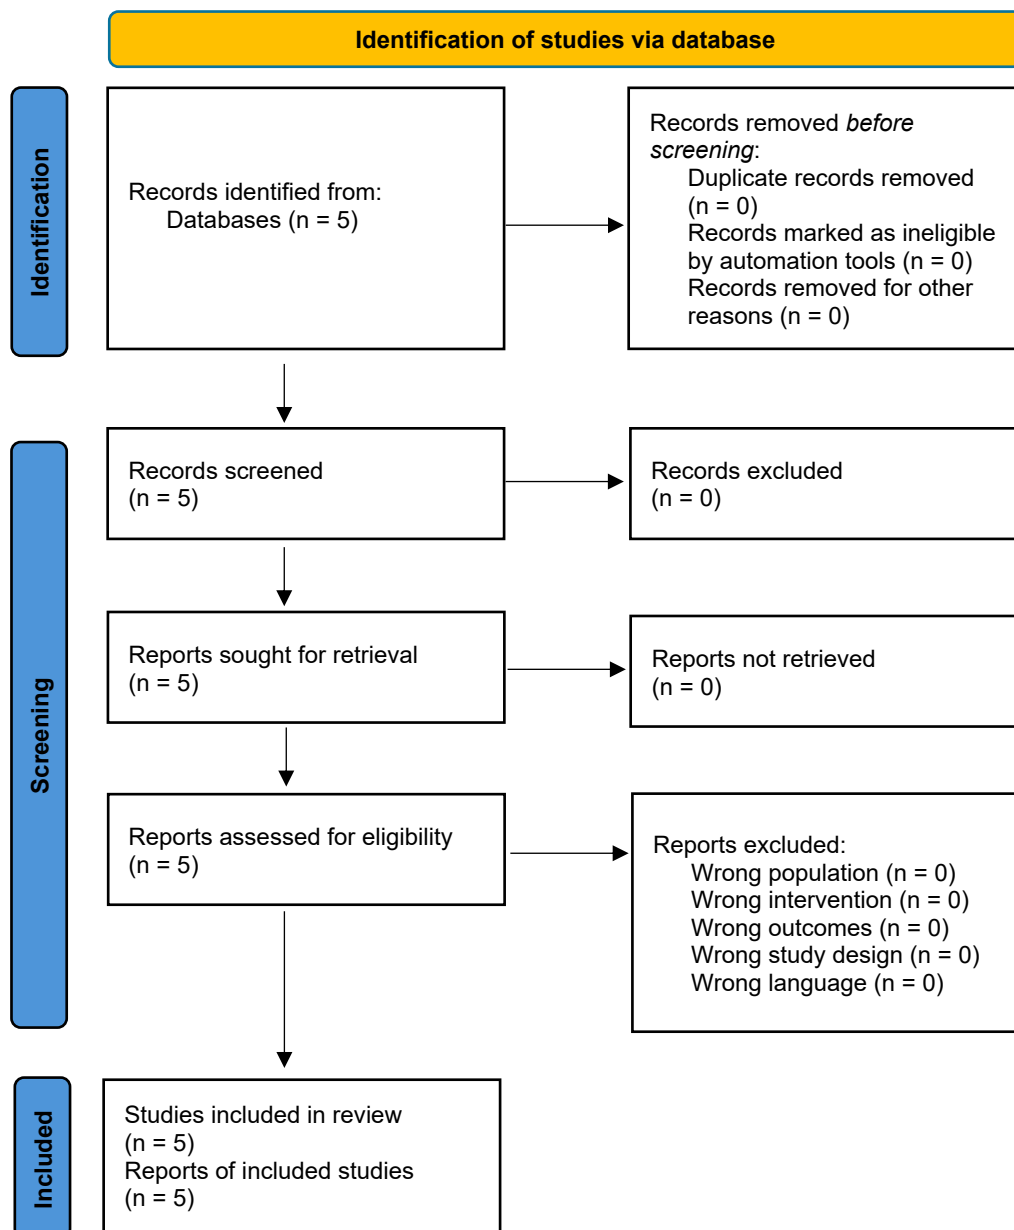 Identification of studies via database
Identification
Records identified from:
Databases (n = 5)
Records removed before
screening:
Duplicate records removed
(n = 0)
Records marked as ineligible
by automation tools (n = 0)
Records removed for other
reasons (n = 0)
Screening
Records screened
(n = 5)
Records excluded
(n = 0)
Reports sought for retrieval
(n = 5)
Reports not retrieved
(n = 0)
Reports assessed for eligibility
(n = 5)
Reports excluded:
Wrong population (n = 0)
Wrong intervention (n = 0)
Wrong outcomes (n = 0)
Wrong study design (n = 0)
Wrong language (n = 0)
Included
Studies included in review
(n = 5)
Reports of included studies
(n = 5)